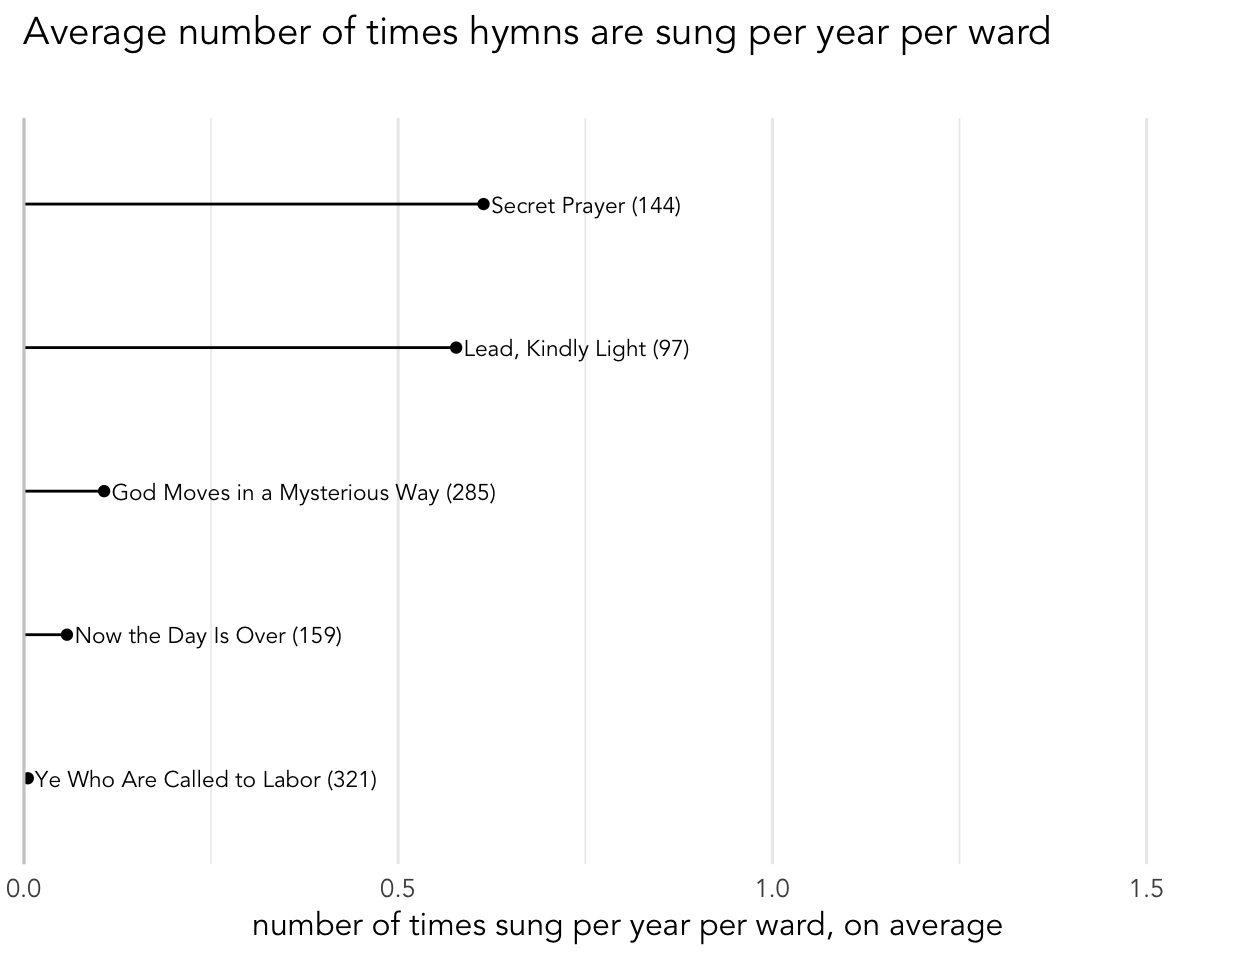 Average number of times hymns are sung per year per ward
Secret Prayer (144)
Lead, Kindly Light (97)
God Moves in a Mysterious Way (285)
Now the Day Is Over (159)
Ye Who Are Called to Labor (321)
0.0 0.5 1.0 1.5
number of times sung per year per ward, on average